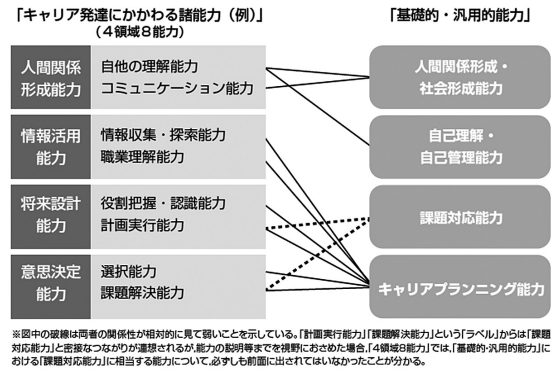 「キャリア発達にかかわる諸能力（例）」
（４領域８能力）
「基礎的・汎用的能力」
人間関係
形成能力
自他の理解能力
コミュニケーション能力
情報活用
能力
情報収集・探索能力
職業理解能力
将来設計
能力
役割把握・認識能力
計画実行能力
意思決定
能力
選択能力
課題解決能力
人間関係形成・
社会形成能力
自己理解・
自己管理能力
課題対応能力
キャリアプランニング能力
※図中の破線は両者の関係性が相対的に見て弱いことを示している。「計画実行能力」「課題解決能力」という「ラベル」からは「課題
対応能力」と密接なつながりが連想されるが、能力の説明等までを視野におさめた場合、「４領域８能力」では、「基礎的・汎用的能力」に
おける「課題対応能力」に相当する能力について、必ずしも前面に出されてはいなかったことが分かる。